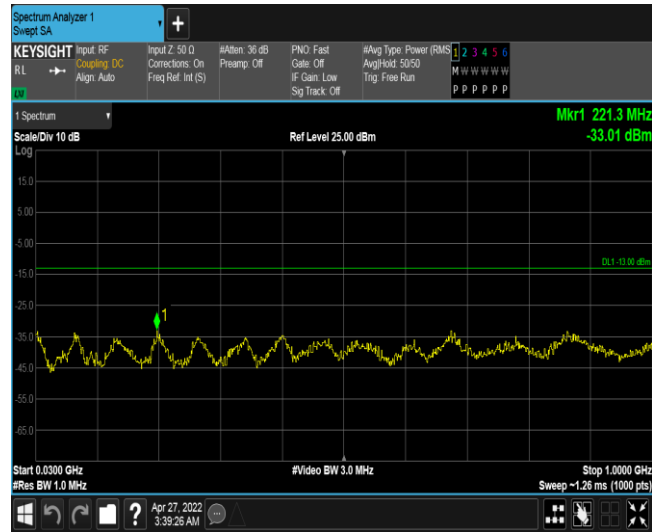 Spectrum Analyzer 1
Swept SA
+
KEYSIGHT
RL
LXI
Input: RF
Coupling: DC
Align: Auto
Input Z: 50 Ω
Corrections: On
Freq Ref: Int (S)
#Atten: 36 dB
Preamp: Off
PNO: Fast
Gate: Off
IF Gain: Low
Sig Track: Off
#Avg Type: Power (RMS
Avg|Hold: 50/50
Trig: Free Run
1 2 3 4 5 6
M W W W W W
P P P P P P
1 Spectrum
Scale/Div 10 dB
Ref Level 25.00 dBm
Mkr1 221.3 MHz
-33.01 dBm
Log
15.0
5.00
-5.00
DL1 -13.00 dBm
-15.0
-25.0
1
-35.0
-45.0
-55.0
-65.0
Start 0.0300 GHz
#Res BW 1.0 MHz
#Video BW 3.0 MHz
Stop 1.0000 GHz
Sweep ~1.26 ms (1000 pts)
?
Apr 27, 2022
3:39:26 AM